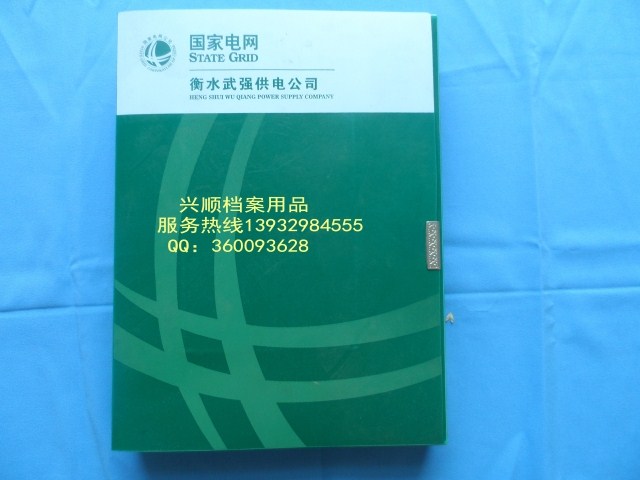 国家电网
STATE GRID
衡水武强供电公司
HENG SHUI WU QIANG POWER SUPPLY COMPANY
兴顺档案用品
服务热线13932984555
QQ：360093628